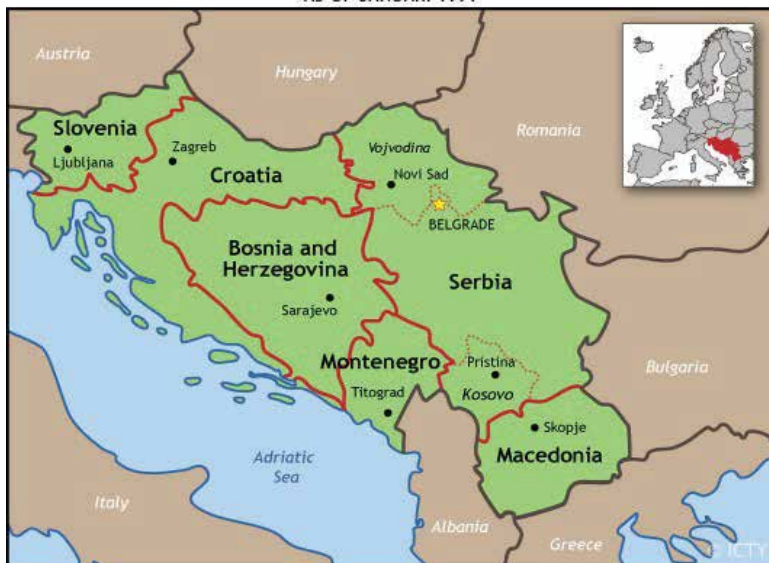 Austria
Hungary
Romania
Slovenia
Ljubljana
Zagreb
Croatia
Vojvodina
Novi Sad
BELGRADE
Bosnia and
Herzegovina
Sarajevo
Serbia
Montenegro
Titograd
Pristina
Kosovo
Bulgaria
Skopje
Macedonia
Adriatic
Sea
Italy
Albania
Greece
© ICTY